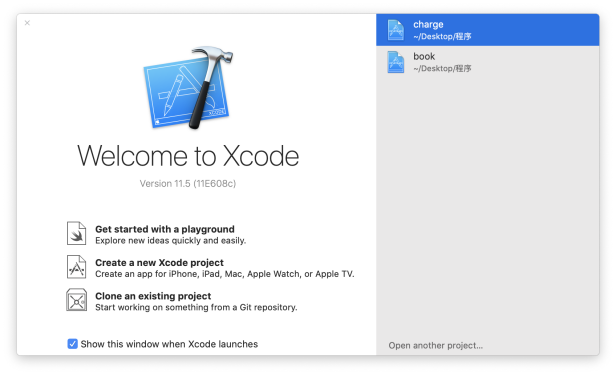 XCODE
Welcome to Xcode
Version 11.5 (11E608c)
Get started with a playground
Explore new ideas quickly and easily.
Create a new Xcode project
Create an app for iPhone, iPad, Mac, Apple Watch, or Apple TV.
Clone an existing project
Start working on something from a Git repository.
Show this window when Xcode launches
charge
~/Desktop/程序
book
~/Desktop/程序
Open another project...